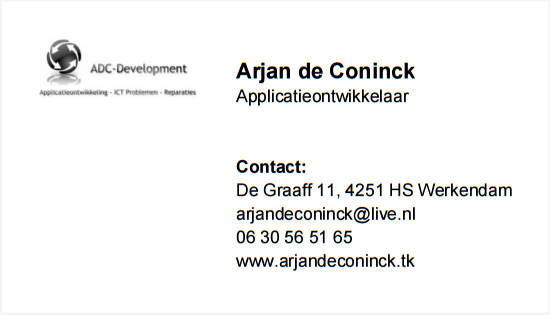 ADC-Development
Applicatieontwikkeling - ICT Problemen - Reparaties
Arjan de Coninck
Applicatieontwikkelaar
Contact:
De Graaff 11, 4251 HS Werkendam
arjandeconinck@live.nl
06 30 56 51 65
www.arjandeconinck.tk